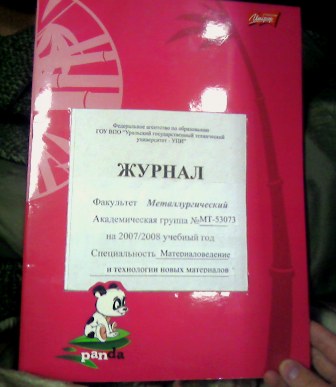 Федеральное агентство по образованию
ГОУ ВПО "Уральский государственный технический
университет - УПИ"
ЖУРНАЛ
Факультет Металлургический
Академическая группа №МТ-53073
на 2007/2008 учебный год
Специальность Материаловедение
и технологии новых материалов
panda